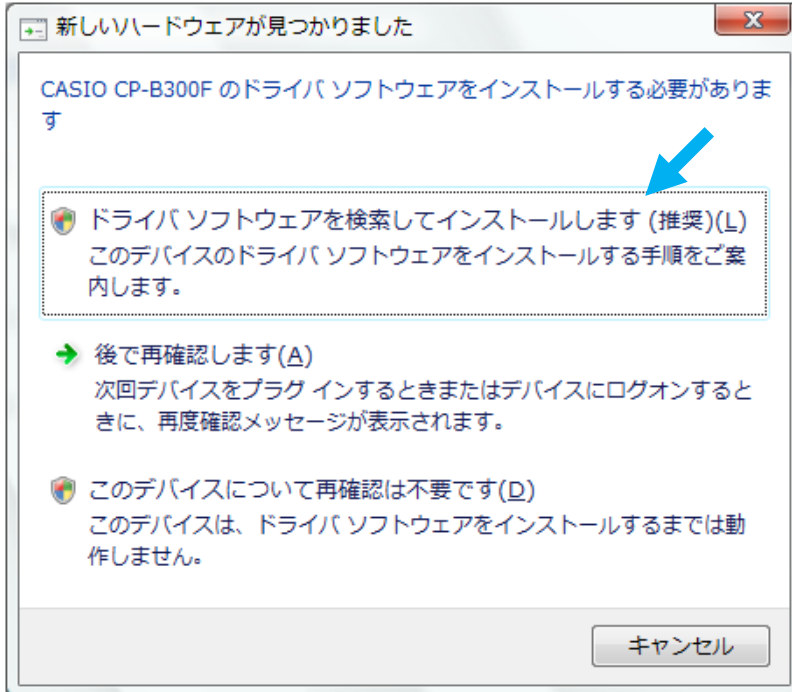 新しいハードウェアが見つかりました
CASIO CP-B300F のドライバ ソフトウェアをインストールする必要がありま
す
ドライバ ソフトウェアを検索してインストールします (推奨)(L)
このデバイスのドライバ ソフトウェアをインストールする手順をご案
内します。
後で再確認します(A)
次回デバイスをプラグ インするときまたはデバイスにログオンすると
きに、再度確認メッセージが表示されます。
このデバイスについて再確認は不要です(D)
このデバイスは、ドライバ ソフトウェアをインストールするまでは動
作しません。
キャンセル